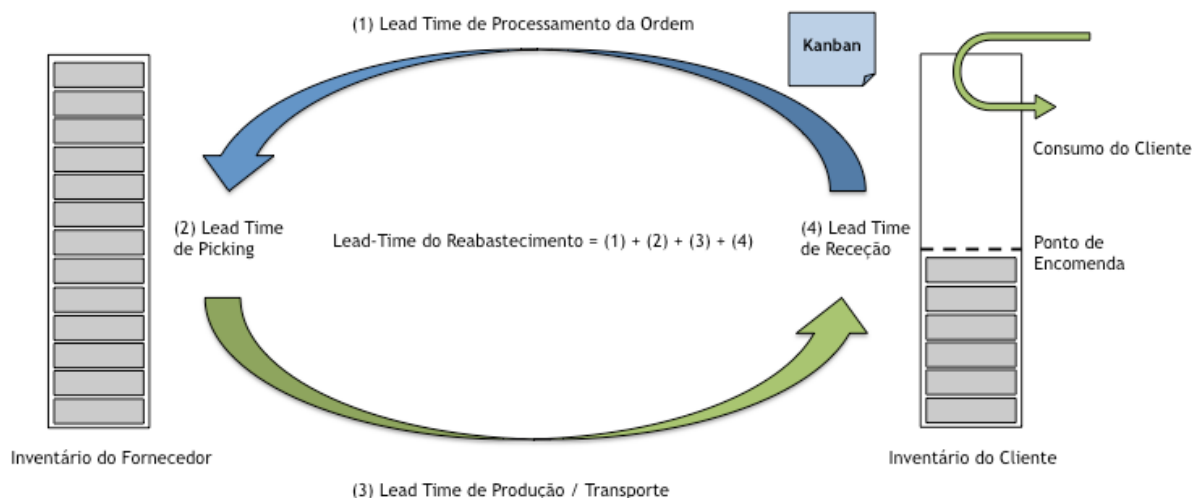 (1) Lead Time de Processamento da Ordem
Kanban
Consumo do Cliente
(2) Lead Time
de Picking
Lead-Time do Reabastecimento = (1) + (2) + (3) + (4)
(4) Lead Time
de Receção
Ponto de
Encomenda
Inventário do Fornecedor
Inventário do Cliente
(3) Lead Time de Produção / Transporte